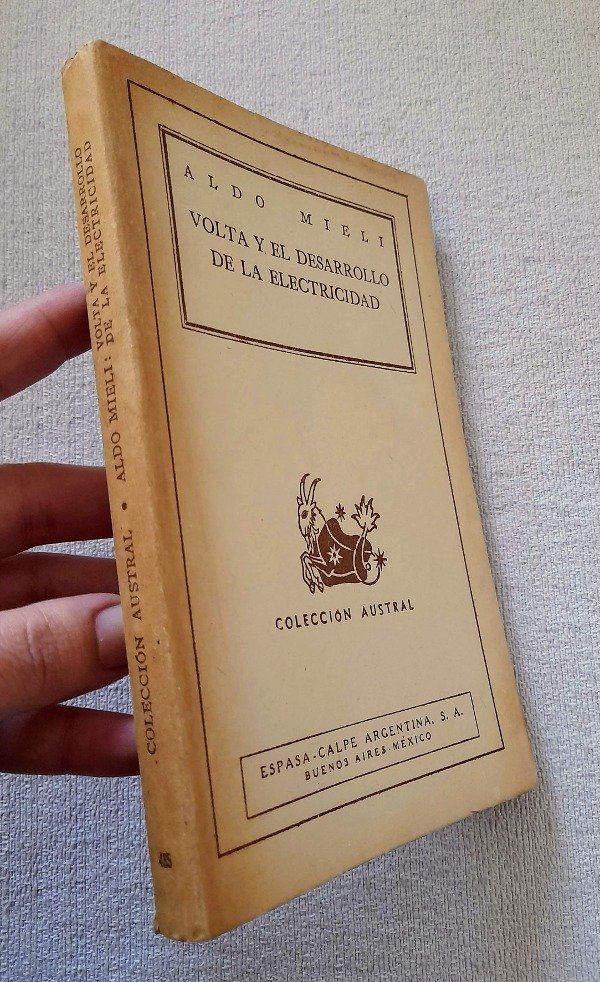 ALDO MIELI
VOLTA Y EL DESARROLLO
DE LA ELECTRICIDAD
COLECCIÓN AUSTRAL
ESPASA-CALPE ARGENTINA, S. A.
BUENOS AIRES-MÉXICO
COLECCIÓN AUSTRAL • ALDO MIELI: VOLTA Y EL DESARROLLO
DE LA ELECTRICIDAD